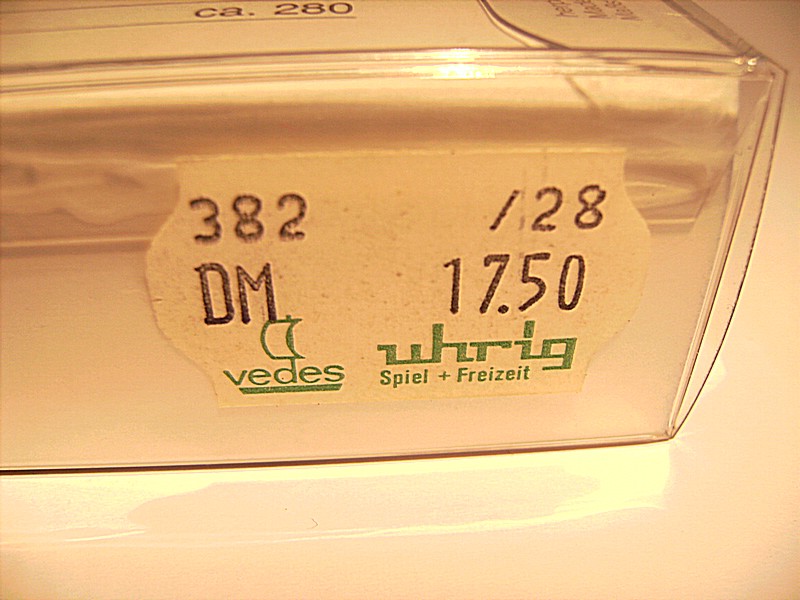 ca. 280
382 /28
DM 17.50
vedes uhrig
Spiel + Freizeit